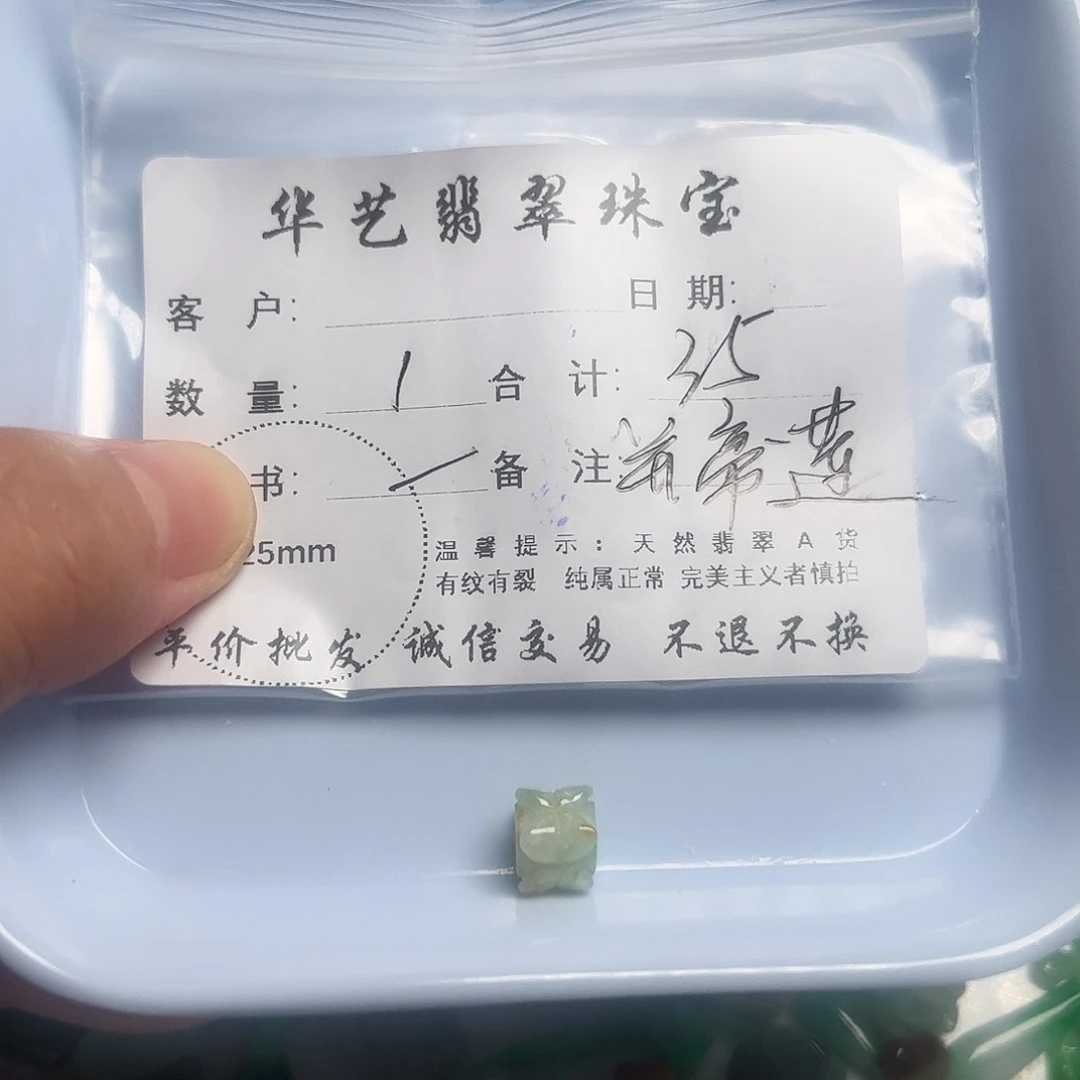 华艺翡翠珠宝
客 户: 日 期:
数 量: 1 合 计: 35
书: 备 注:
25mm
温馨提示: 天然翡翠A货
有纹有裂 纯属正常 完美主义者慎拍
平价批发 诚信交易 不退不换